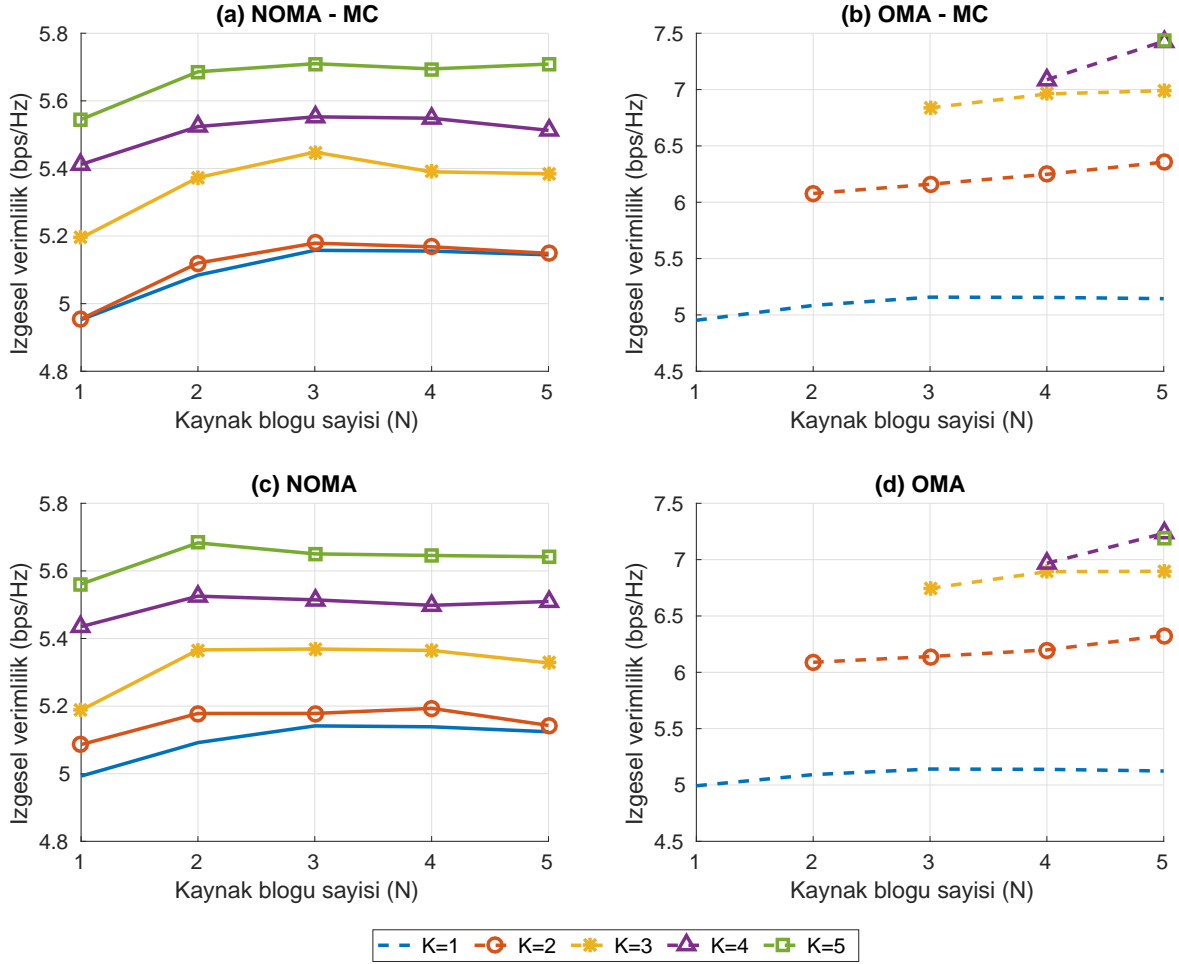 (a) NOMA - MC
5.8
5.6
5.4
5.2
5
4.8
Izgesel verimlilik (bps/Hz)
1 2 3 4 5
Kaynak blogu sayisi (N)
(b) OMA - MC
7.5
7
6.5
6
5.5
5
4.5
Izgesel verimlilik (bps/Hz)
1 2 3 4 5
Kaynak blogu sayisi (N)
(c) NOMA
5.8
5.6
5.4
5.2
5
4.8
Izgesel verimlilik (bps/Hz)
1 2 3 4 5
Kaynak blogu sayisi (N)
(d) OMA
7.5
7
6.5
6
5.5
5
4.5
Izgesel verimlilik (bps/Hz)
1 2 3 4 5
Kaynak blogu sayisi (N)
K=1 K=2 K=3 K=4 K=5